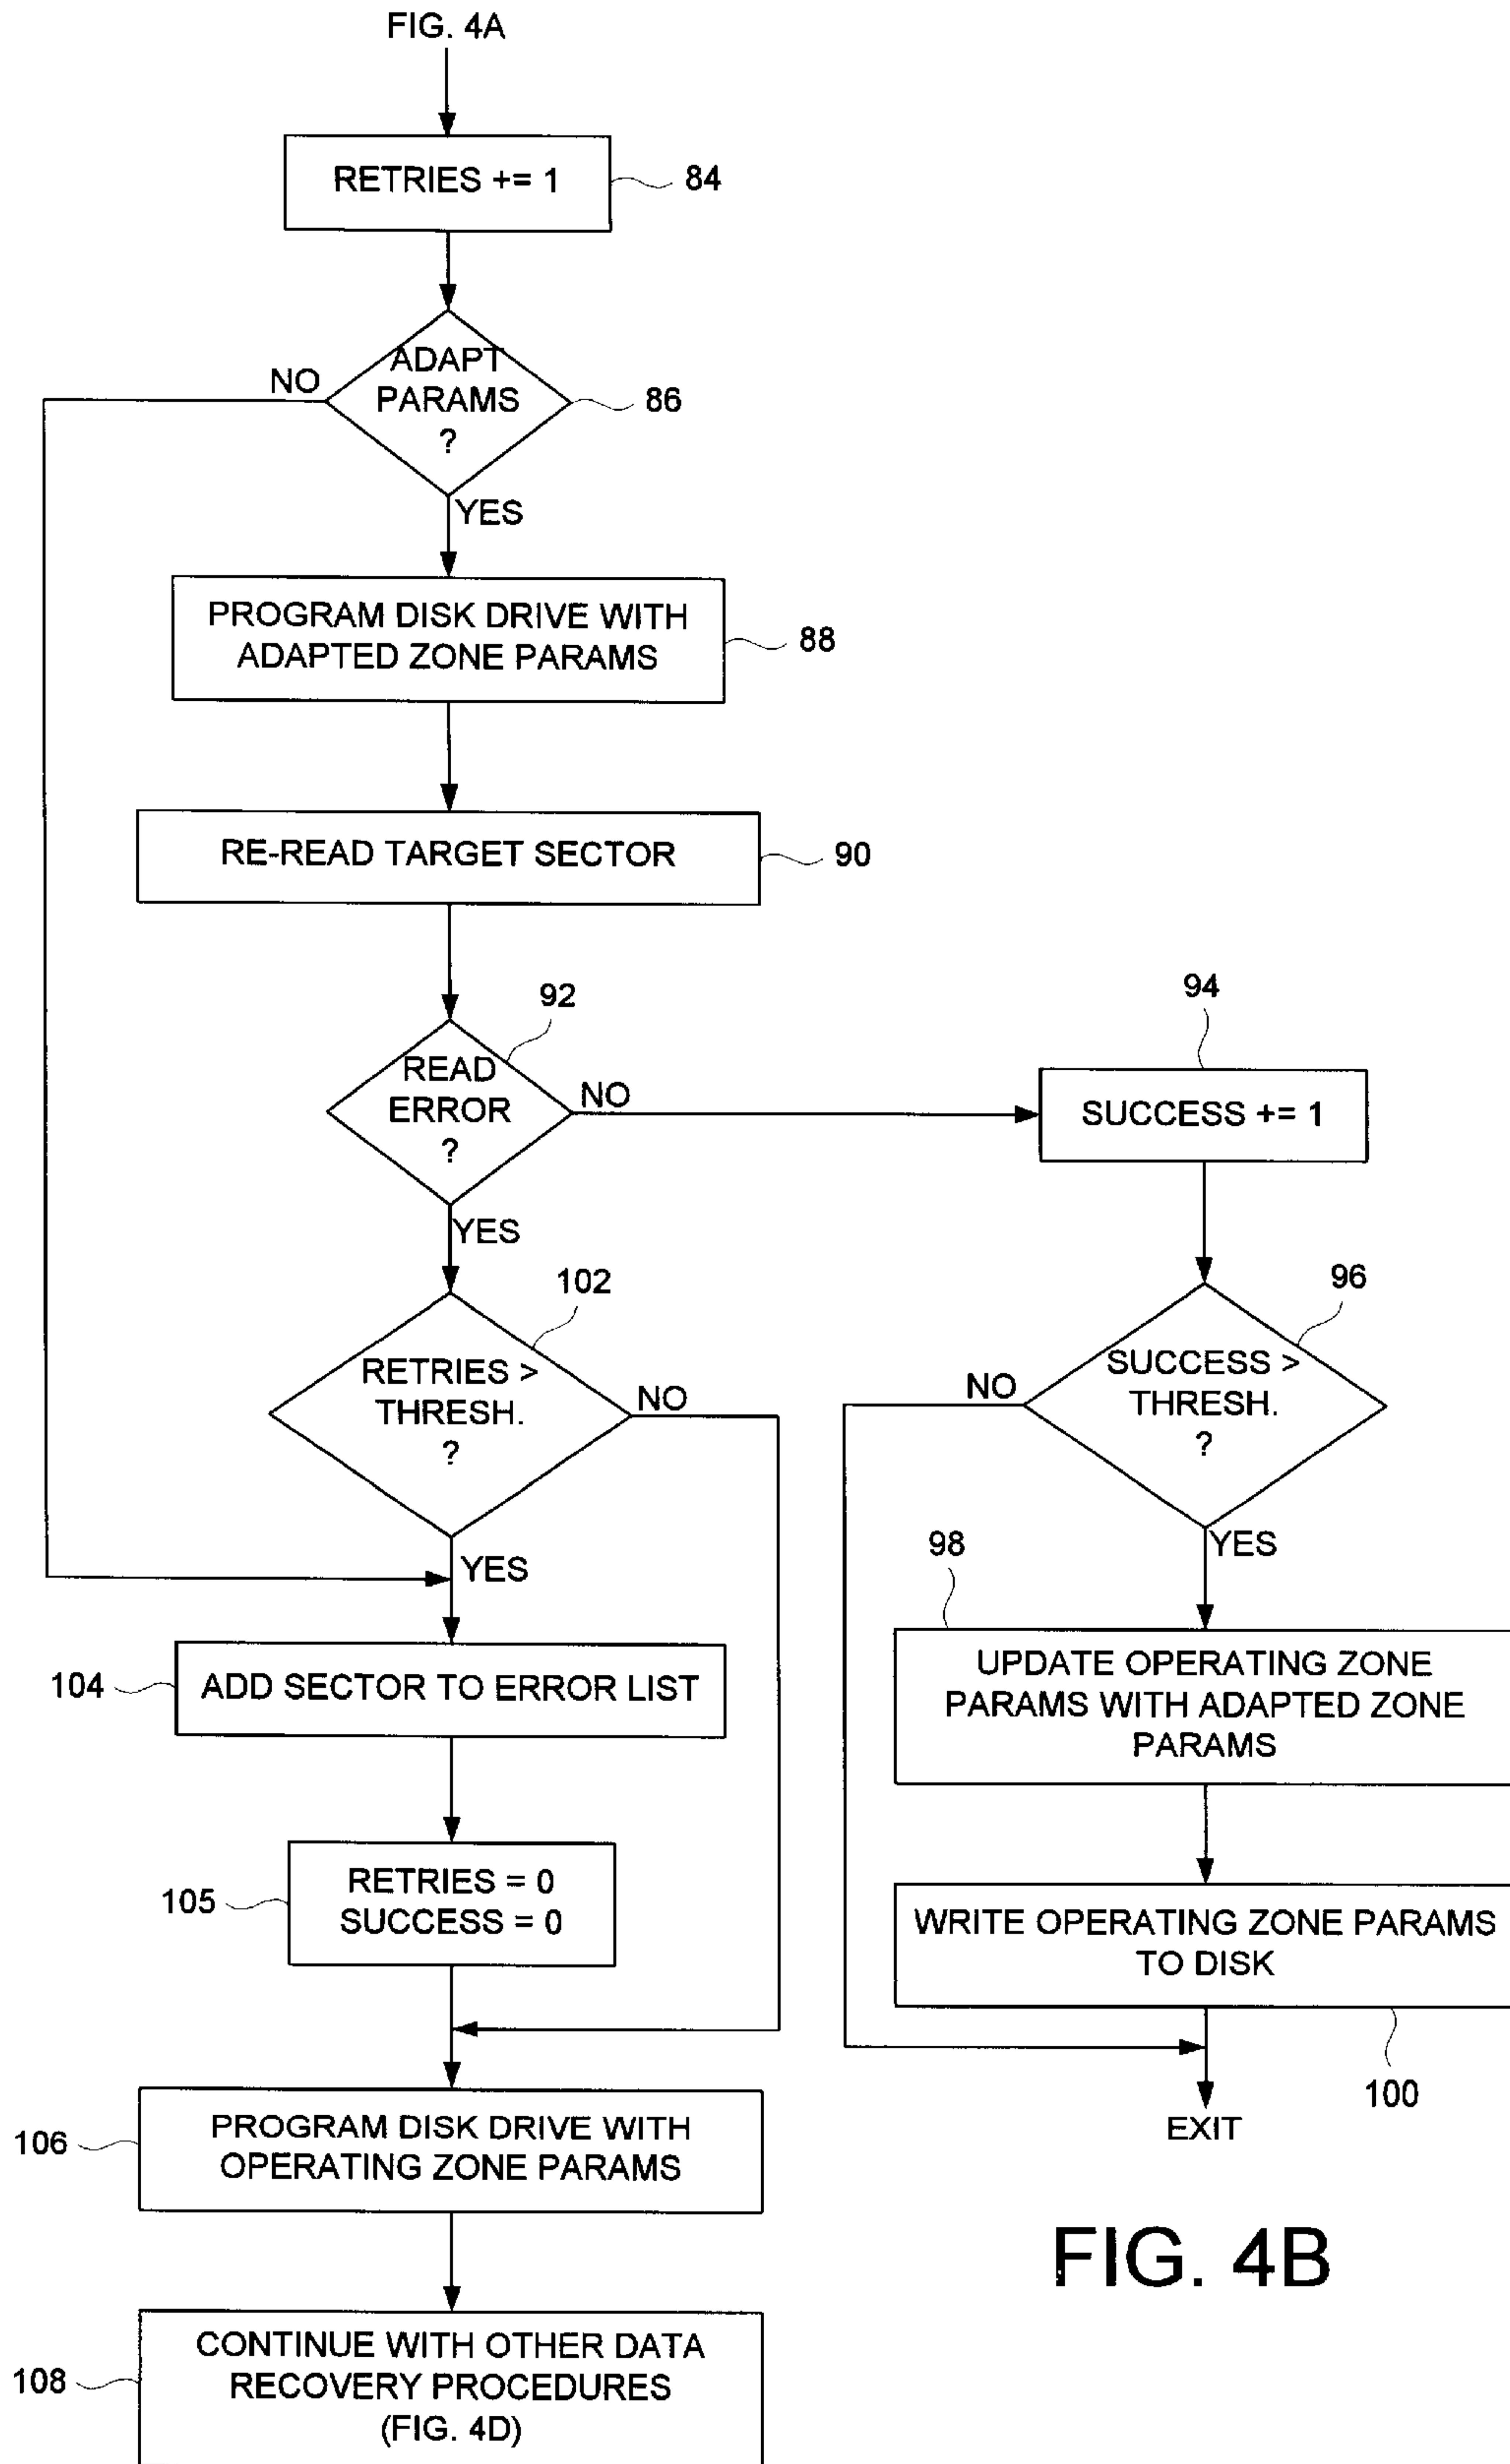 FIG. 4A
RETRIES += 1
84
ADAPT
PARAMS
?
86
NO
YES
PROGRAM DISK DRIVE WITH
ADAPTED ZONE PARAMS
88
RE-READ TARGET SECTOR
90
READ
ERROR
?
92
NO
YES
94
SUCCESS += 1
RETRIES >
THRESH.
?
102
NO
YES
SUCCESS >
THRESH.
?
96
NO
YES
98
UPDATE OPERATING ZONE
PARAMS WITH ADAPTED ZONE
PARAMS
104
ADD SECTOR TO ERROR LIST
105
RETRIES = 0
SUCCESS = 0
WRITE OPERATING ZONE PARAMS
TO DISK
100
EXIT
106
PROGRAM DISK DRIVE WITH
OPERATING ZONE PARAMS
108
CONTINUE WITH OTHER DATA
RECOVERY PROCEDURES
(FIG. 4D)
FIG. 4B